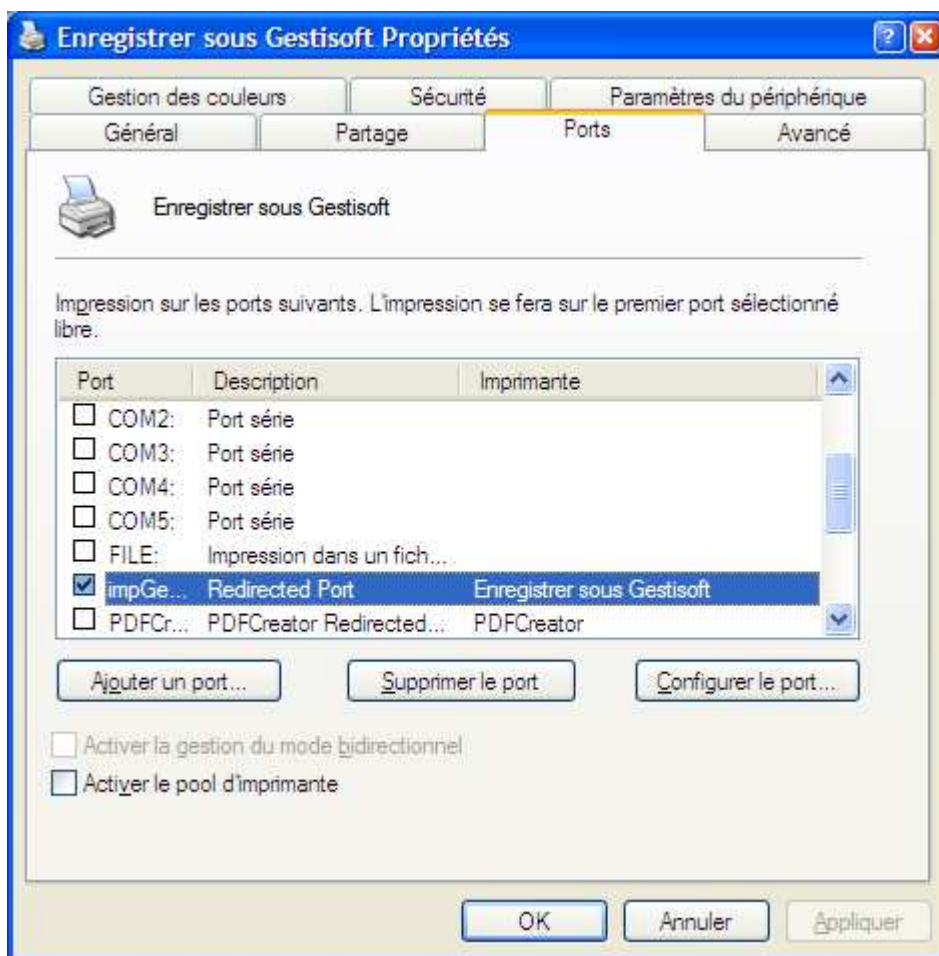 Enregistrer sous Gestisoft Propriétés
Gestion des couleurs Sécurité Paramètres du périphérique
Général Partage Ports Avancé
Enregistrer sous Gestisoft
Impression sur les ports suivants. L'impression se fera sur le premier port sélectionné
libre.
Port Description Imprimante
COM2: Port série
COM3: Port série
COM4: Port série
COM5: Port série
FILE: Impression dans un fich...
impGe... Redirected Port Enregistrer sous Gestisoft
PDFCr... PDFCreator Redirected... PDFCreator
Ajouter un port... Supprimer le port Configurer le port...
Activer la gestion du mode bidirectionnel
Activer le pool d'imprimante
OK Annuler Appliquer